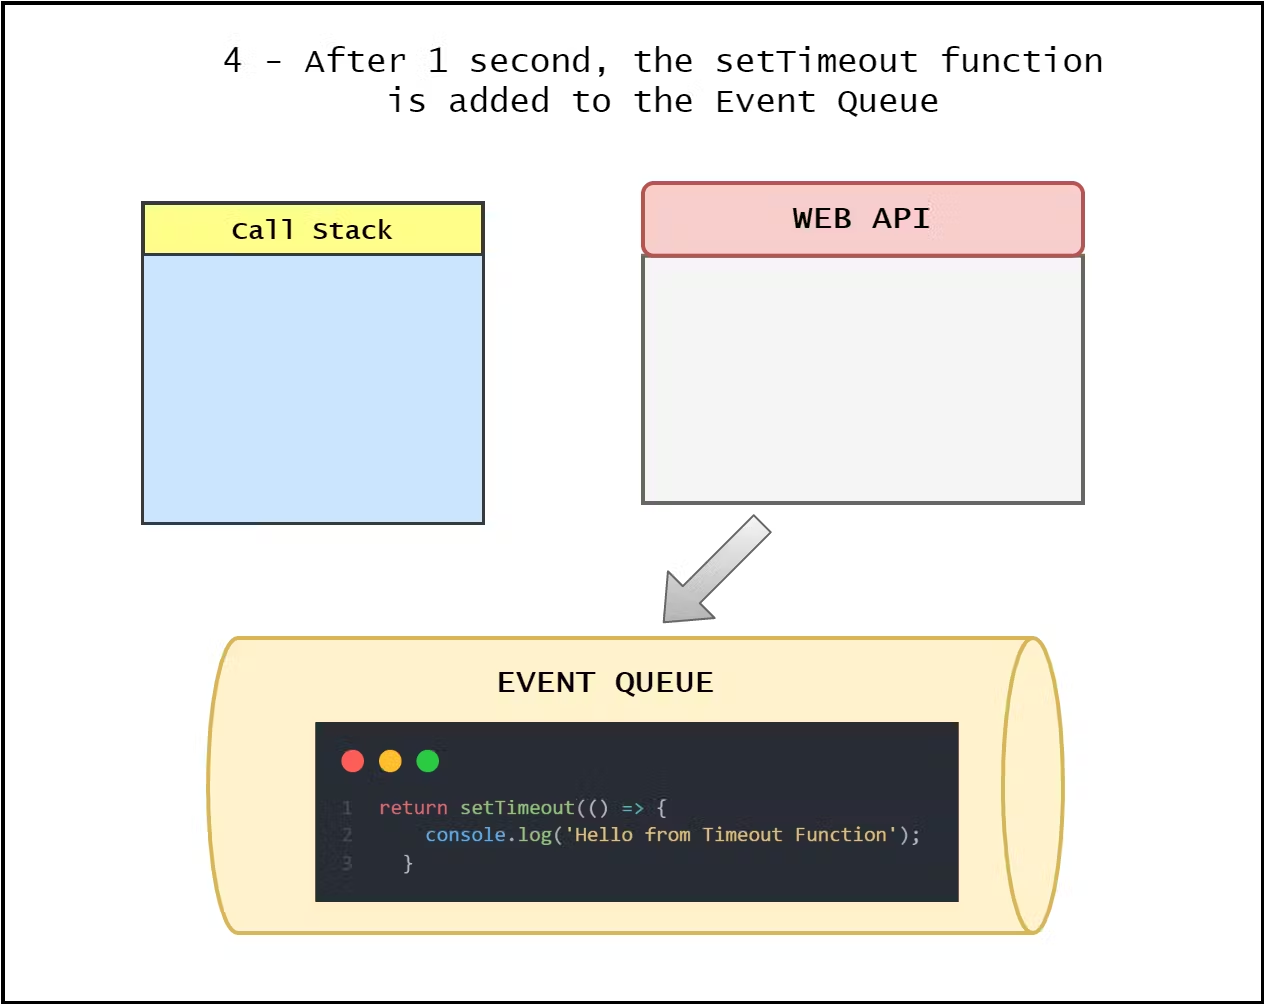 4 - After 1 second, the setTimeout function
is added to the Event Queue
Call Stack
WEB API
EVENT QUEUE
1 return setTimeout(() => {
2 console.log('Hello from Timeout Function');
3 }